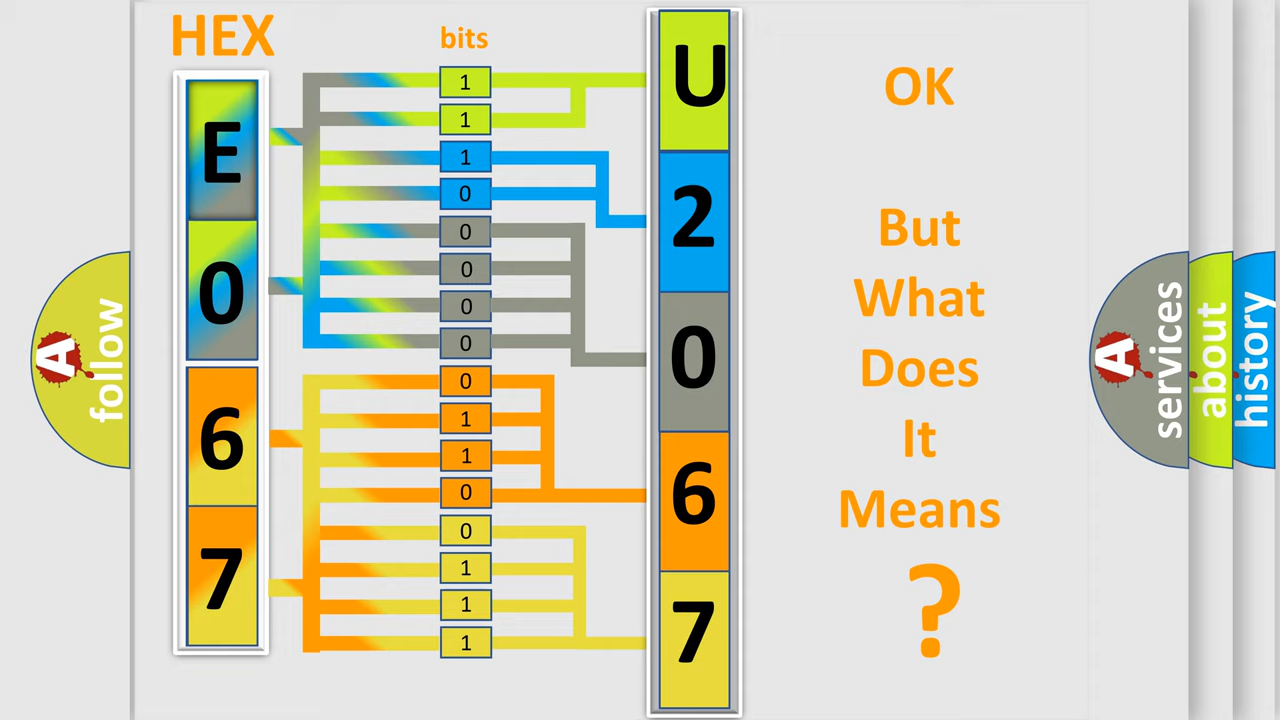 HEX
bits
E
0
6
7
1
1
1
0
0
0
0
0
0
1
1
0
0
1
1
1
U
2
0
6
7
OK
But
What
Does
It
Means
?
A
follow
A
services
about
history